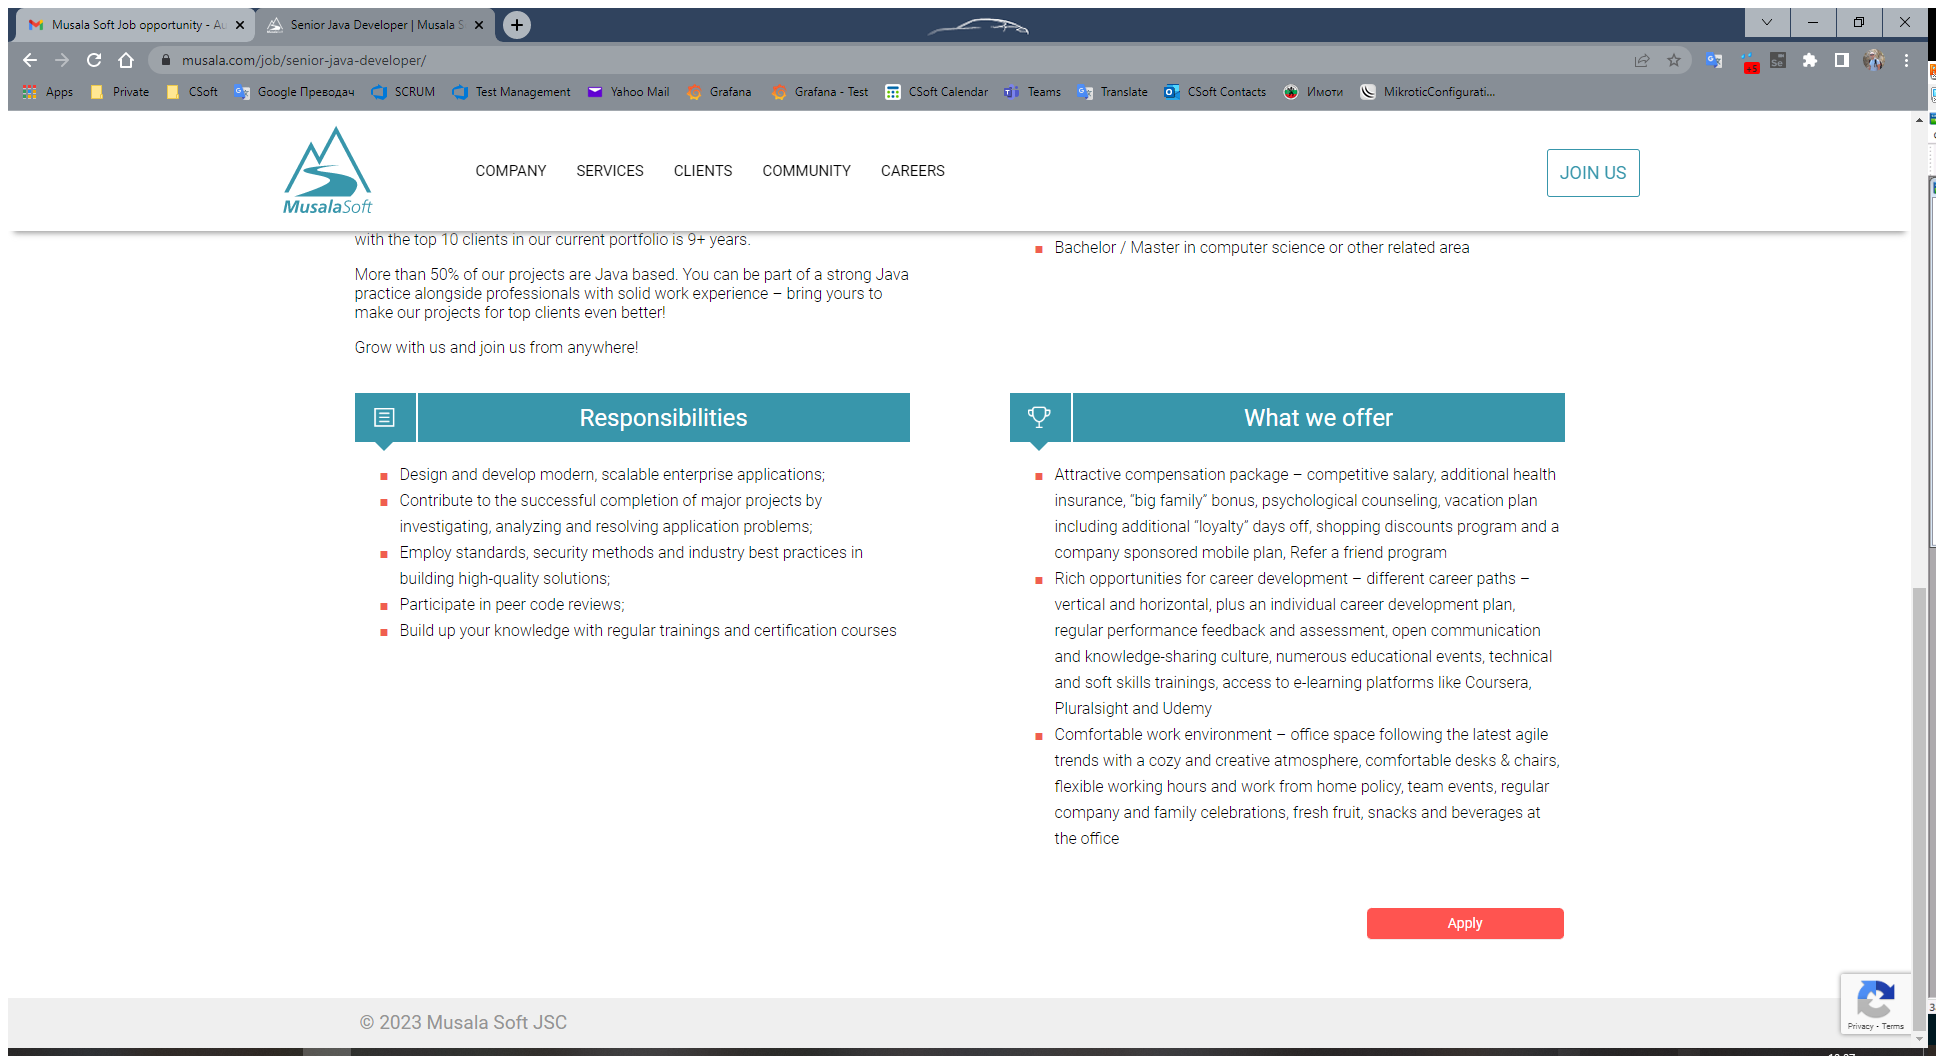 Musala Soft Job opportunity - Au
Senior Java Developer | Musala S
musala.com/job/senior-java-developer/
Apps
Private
CSoft
Google Преводач
SCRUM
Test Management
Yahoo Mail
Grafana
Grafana - Test
CSoft Calendar
Teams
Translate
CSoft Contacts
Имоти
MikroticConfigurati...
MusalaSoft
COMPANY
SERVICES
CLIENTS
COMMUNITY
CAREERS
JOIN US
with the top 10 clients in our current portfolio is 9+ years.
More than 50% of our projects are Java based. You can be part of a strong Java
practice alongside professionals with solid work experience – bring yours to
make our projects for top clients even better!
Grow with us and join us from anywhere!
Bachelor / Master in computer science or other related area
Responsibilities
Design and develop modern, scalable enterprise applications;
Contribute to the successful completion of major projects by
investigating, analyzing and resolving application problems;
Employ standards, security methods and industry best practices in
building high-quality solutions;
Participate in peer code reviews;
Build up your knowledge with regular trainings and certification courses
What we offer
Attractive compensation package – competitive salary, additional health
insurance, “big family” bonus, psychological counseling, vacation plan
including additional “loyalty” days off, shopping discounts program and a
company sponsored mobile plan, Refer a friend program
Rich opportunities for career development – different career paths –
vertical and horizontal, plus an individual career development plan,
regular performance feedback and assessment, open communication
and knowledge-sharing culture, numerous educational events, technical
and soft skills trainings, access to e-learning platforms like Coursera,
Pluralsight and Udemy
Comfortable work environment – office space following the latest agile
trends with a cozy and creative atmosphere, comfortable desks & chairs,
flexible working hours and work from home policy, team events, regular
company and family celebrations, fresh fruit, snacks and beverages at
the office
Apply
Privacy - Terms
© 2023 Musala Soft JSC